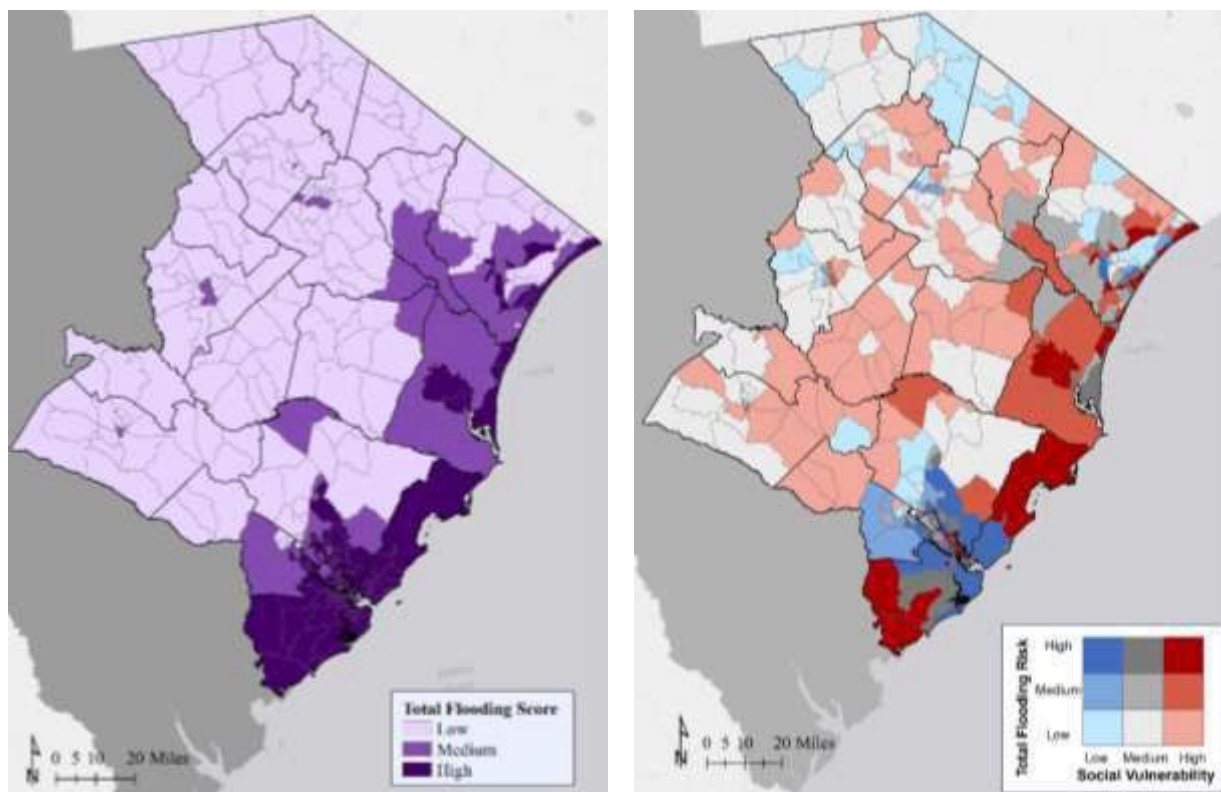 Total Flooding Score
Low
Medium
High
N
0 5 10 20 Miles
N
0 5 10 20 Miles
Total Flooding Risk
High
Medium
Low
Low Medium High
Social Vulnerability